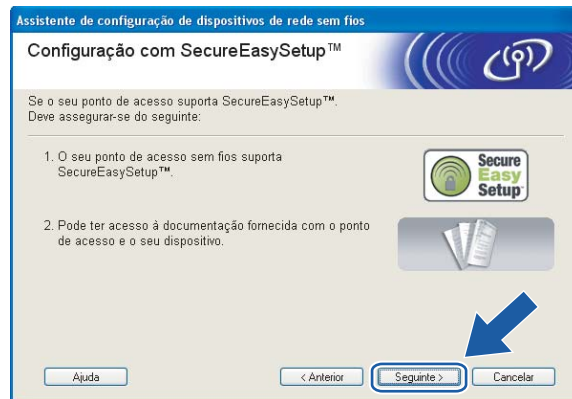 Assistente de configuração de dispositivos de rede sem fios
Configuração com SecureEasySetup™
Se o seu ponto de acesso suporta SecureEasySetup™.
Deve assegurar-se do seguinte:
1. O seu ponto de acesso sem fios suporta
SecureEasySetup™.
Secure
Easy
Setup
2. Pode ter acesso à documentação fornecida com o ponto
de acesso e o seu dispositivo.
Ajuda
< Anterior
Seguinte >
Cancelar